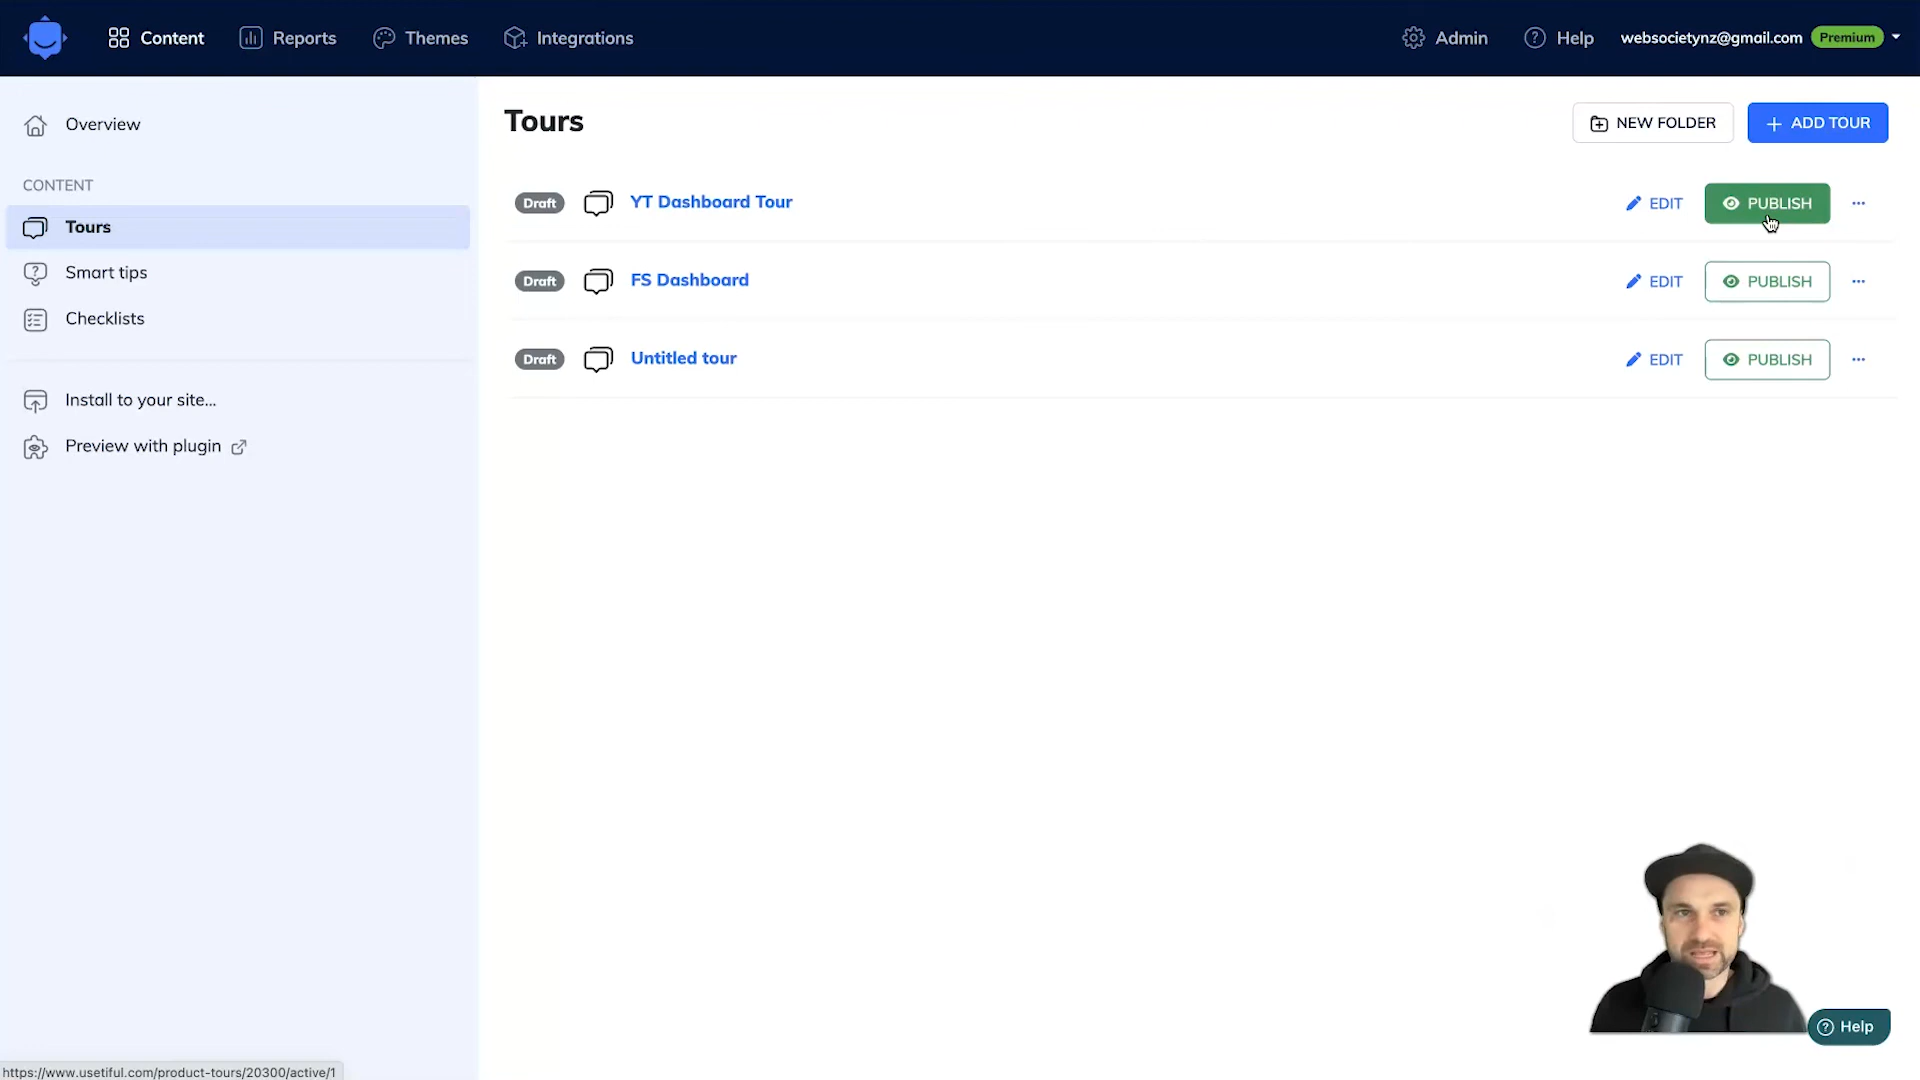 Content
Reports
Themes
Integrations
Admin
Help
websocietynz@gmail.com
Premium
Overview
CONTENT
Tours
Smart tips
Checklists
Install to your site...
Preview with plugin
Tours
NEW FOLDER
ADD TOUR
Draft
YT Dashboard Tour
EDIT
PUBLISH
Draft
FS Dashboard
EDIT
PUBLISH
Draft
Untitled tour
EDIT
PUBLISH
Help
https://www.usetiful.com/product-tours/20300/active/1